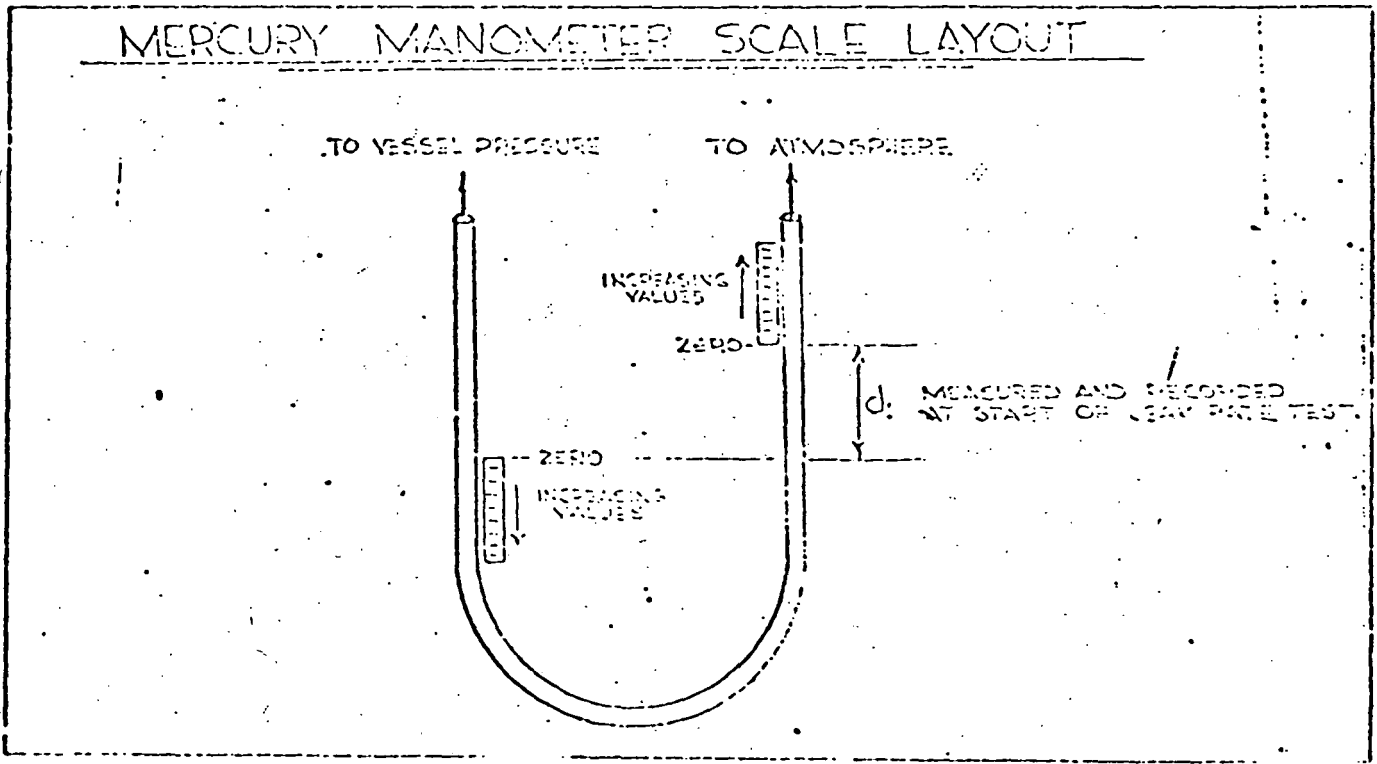 MERCURY MANOMETER SCALE LAYOUT
TO VESSEL PRESSURE
TO ATMOSPHERE
INCREASING
VALUES
ZERO
d: MEASURED AND RECORDED
AT START OF LEAK RATE TEST.
ZERO
INCREASING
VALUES